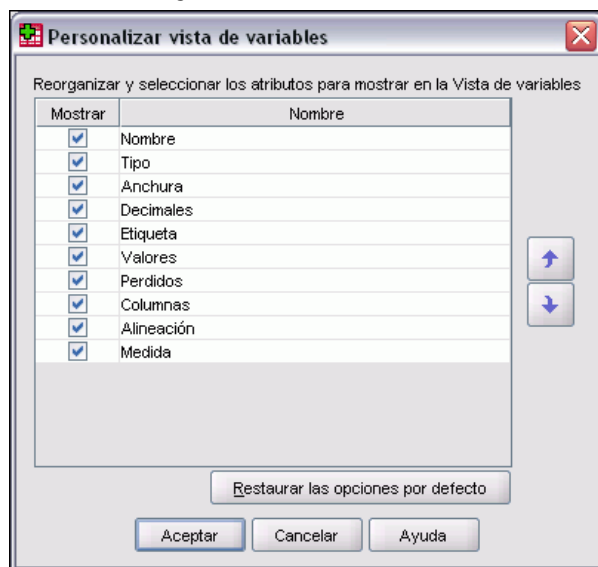 Personalizar vista de variables
Reorganizar y seleccionar los atributos para mostrar en la Vista de variables
Mostrar Nombre
Nombre
Tipo
Anchura
Decimales
Etiqueta
Valores
Perdidos
Columnas
Alineación
Medida
Restaurar las opciones por defecto
Aceptar Cancelar Ayuda